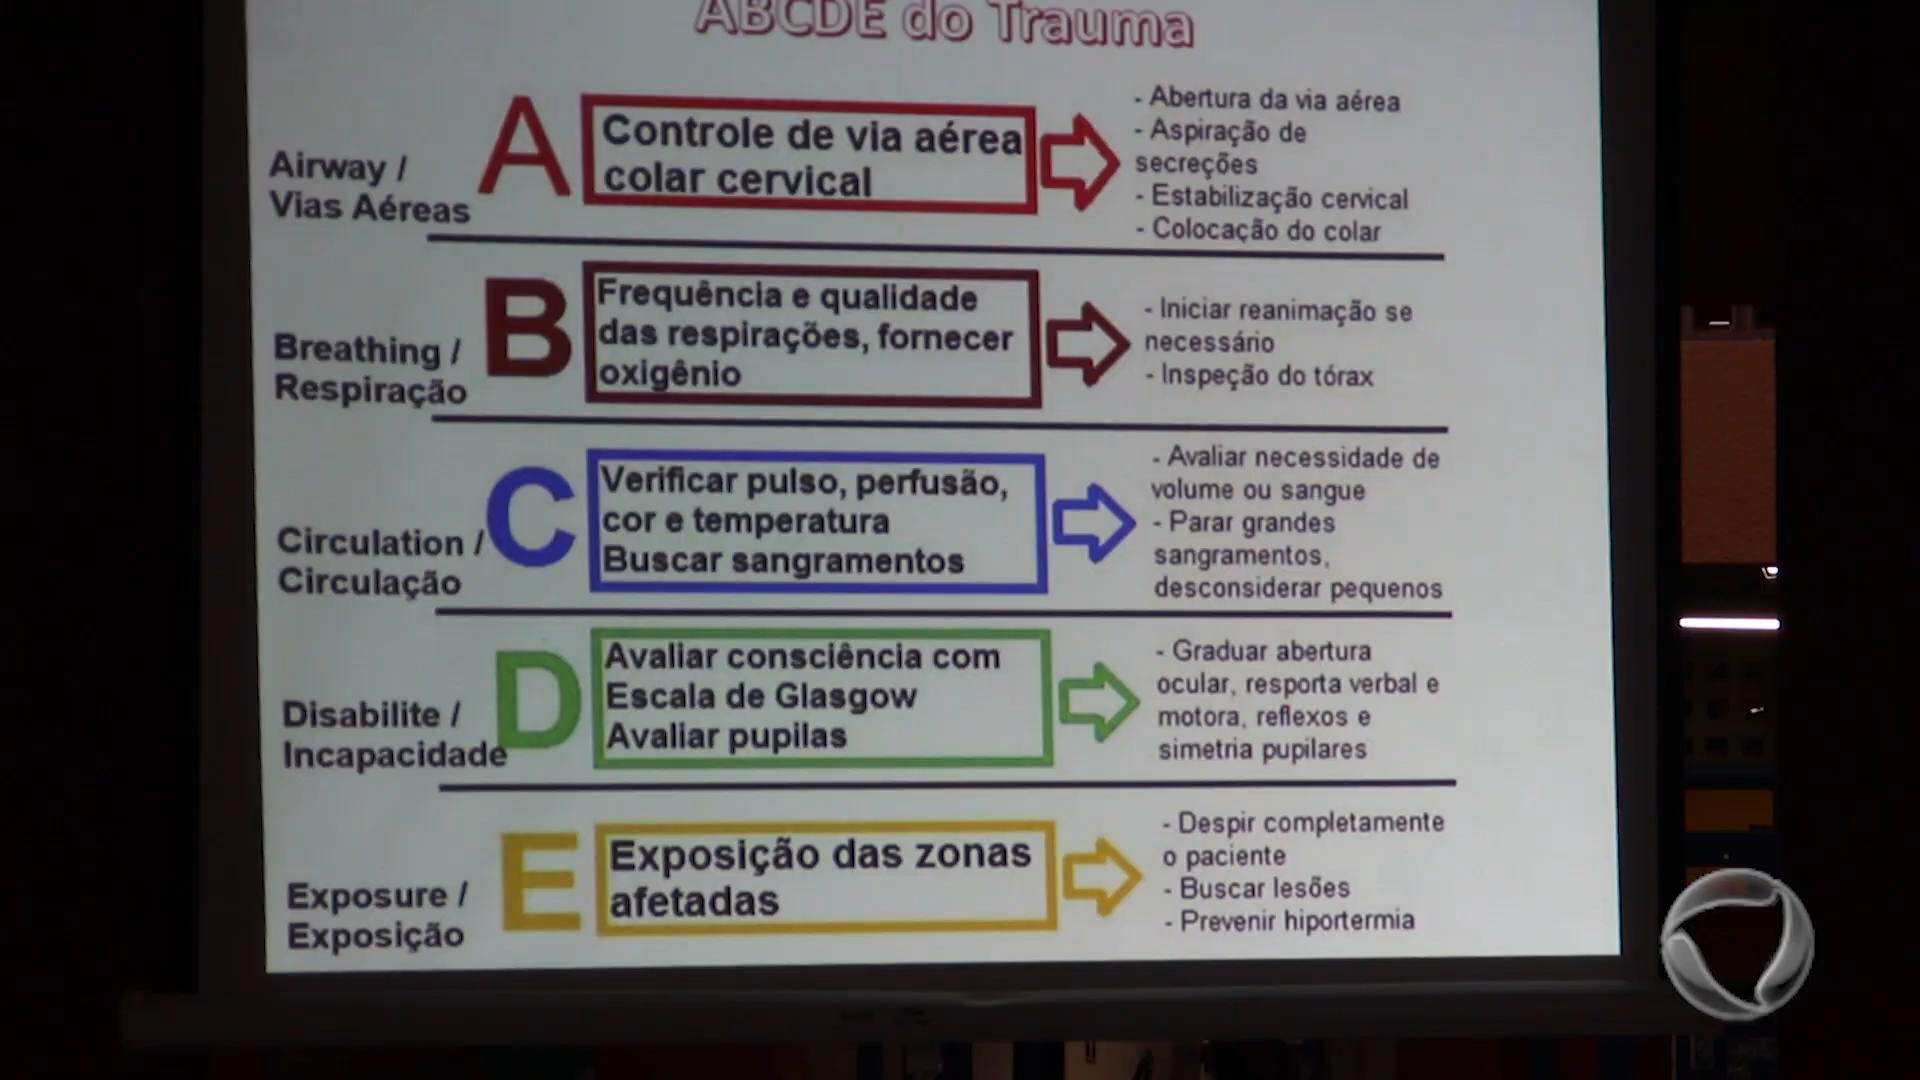 ABCDE do Trauma
Airway /
Vias Aéreas
A
Controle de via aérea
colar cervical
- Abertura da via aérea
- Aspiração de
secreções
- Estabilização cervical
- Colocação do colar
Breathing /
Respiração
B
Frequência e qualidade
das respirações, fornecer
oxigênio
- Iniciar reanimação se
necessário
- Inspeção do tórax
Circulation /
Circulação
C
Verificar pulso, perfusão,
cor e temperatura
Buscar sangramentos
- Avaliar necessidade de
volume ou sangue
- Parar grandes
sangramentos,
desconsiderar pequenos
Disabilite /
Incapacidade
D
Avaliar consciência com
Escala de Glasgow
Avaliar pupilas
- Graduar abertura
ocular, resporta verbal e
motora, reflexos e
simetria pupilares
Exposure /
Exposição
E
Exposição das zonas
afetadas
- Despir completamente
o paciente
- Buscar lesões
- Prevenir hiportermia